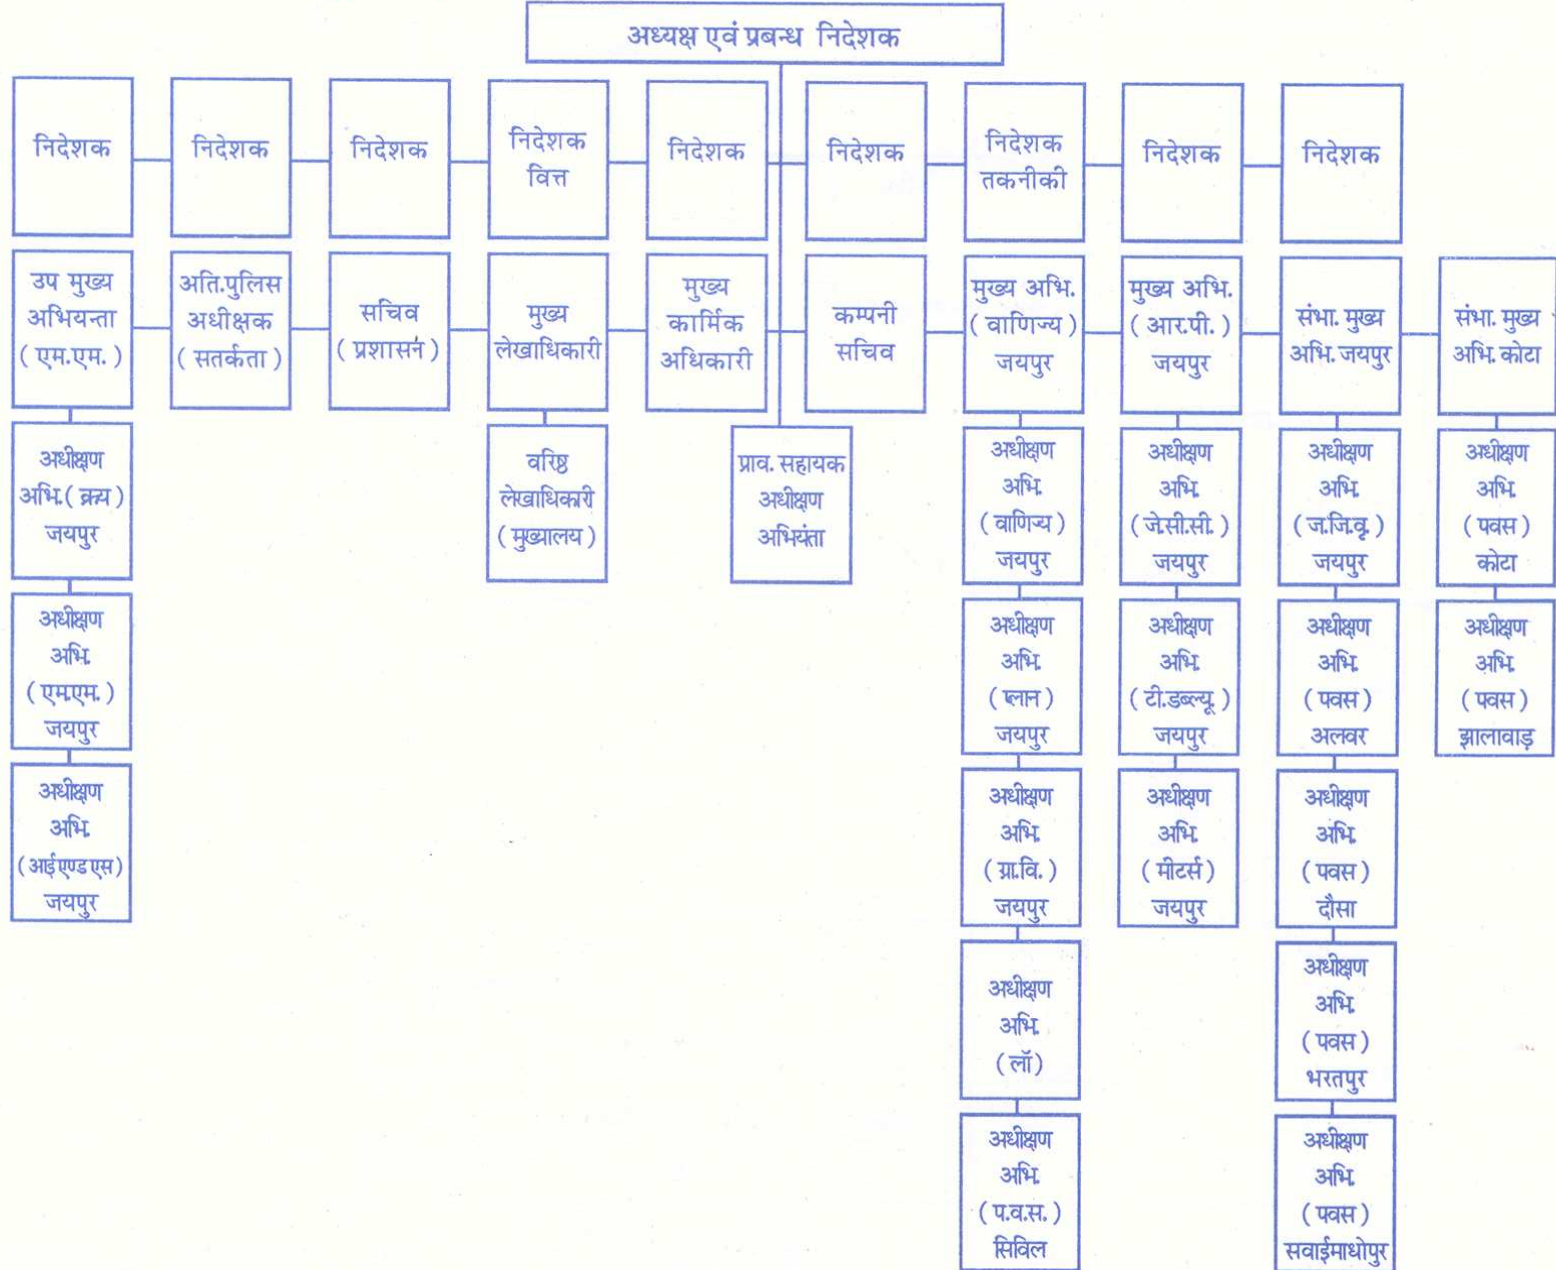 अध्यक्ष एवं प्रबन्ध निदेशक
निदेशक
निदेशक
निदेशक
निदेशक
वित्त
निदेशक
निदेशक
निदेशक
तकनीकी
निदेशक
निदेशक
उप मुख्य
अभियन्ता
( एम.एम. )
अति.पुलिस
अधीक्षक
( सतर्कता )
सचिव
( प्रशासन )
मुख्य
लेखाधिकारी
मुख्य
कार्मिक
अधिकारी
कम्पनी
सचिव
मुख्य अभि.
( वाणिज्य )
जयपुर
मुख्य अभि.
( आर.पी. )
जयपुर
संभा. मुख्य
अभि. जयपुर
संभा. मुख्य
अभि. कोटा
अधीक्षण
अभि. ( क्रय )
जयपुर
अधीक्षण
अभि.
( एम.एम. )
जयपुर
अधीक्षण
अभि.
( आई एण्ड एस )
जयपुर
वरिष्ठ
लेखाधिकारी
( मुख्यालय )
प्राव. सहायक
अधीक्षण
अभियंता
अधीक्षण
अभि.
( वाणिज्य )
जयपुर
अधीक्षण
अभि.
( प्लान )
जयपुर
अधीक्षण
अभि.
( ग्रा.वि. )
जयपुर
अधीक्षण
अभि.
( लॉ )
अधीक्षण
अभि.
( प.व.स. )
सिविल
अधीक्षण
अभि.
( जे.सी.सी. )
जयपुर
अधीक्षण
अभि.
( टी.डब्ल्यू. )
जयपुर
अधीक्षण
अभि.
( मीटर्स )
जयपुर
अधीक्षण
अभि.
( ज.जि.वृ. )
जयपुर
अधीक्षण
अभि.
( पवस )
अलवर
अधीक्षण
अभि.
( पवस )
दौसा
अधीक्षण
अभि.
( पवस )
भरतपुर
अधीक्षण
अभि.
( पवस )
सवाईमाधोपुर
अधीक्षण
अभि.
( पवस )
कोटा
अधीक्षण
अभि.
( पवस )
झालावाड़